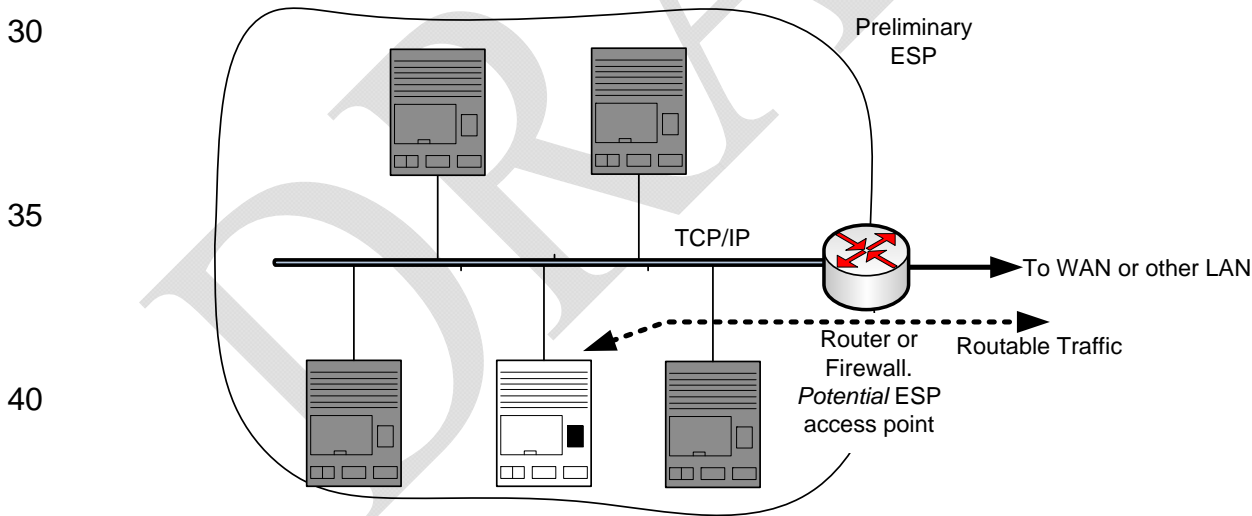 30
Preliminary
ESP
35
TCP/IP
To WAN or other LAN
Router or
Firewall.
Potential ESP
access point
Routable Traffic
40
DRA